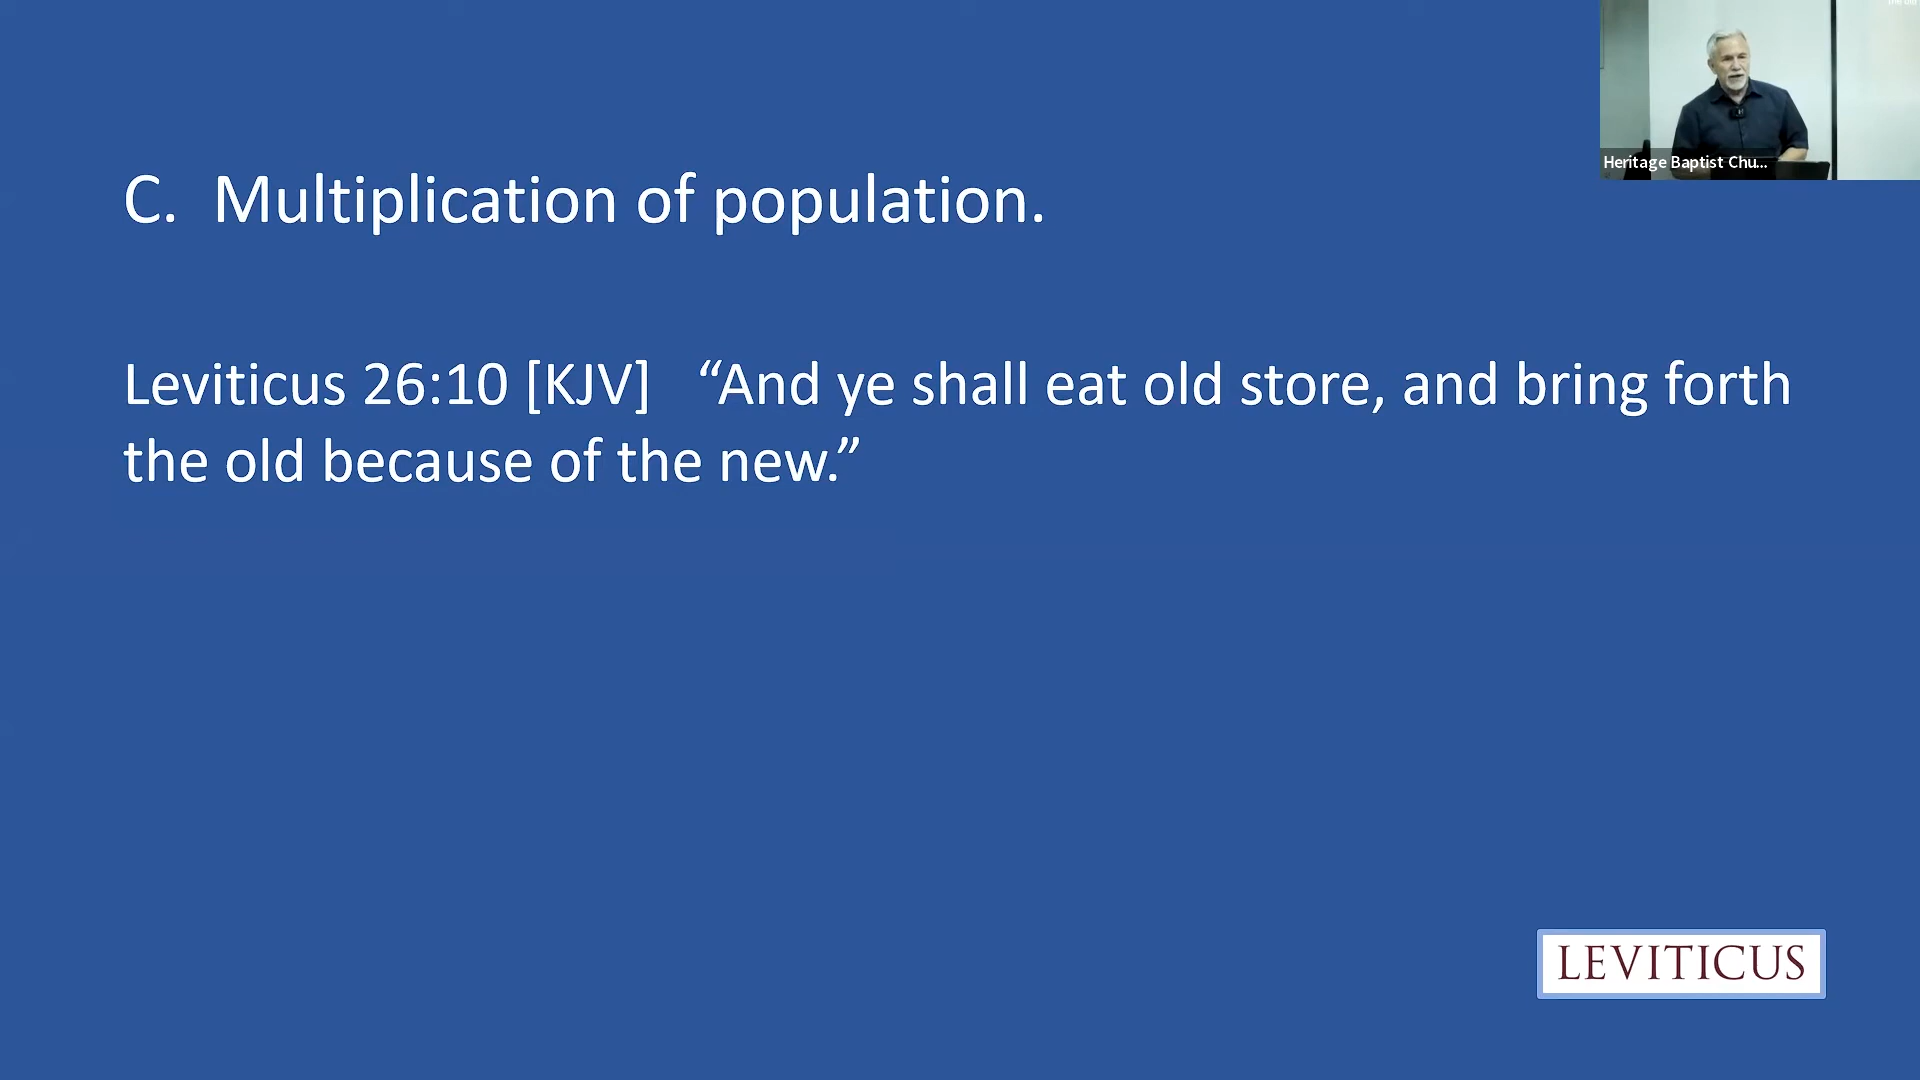 C. Multiplication of population.
Leviticus 26:10 [KJV] “And ye shall eat old store, and bring forth
the old because of the new.”
Heritage Baptist Chu...
LEVITICUS